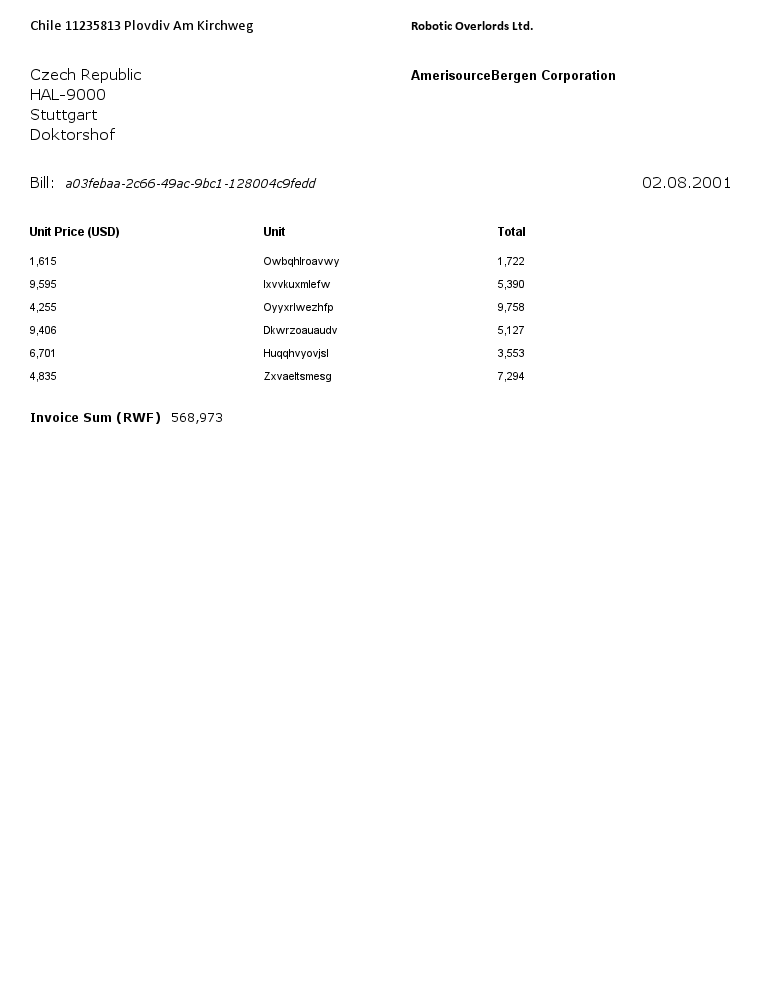 Chile 11235813 Plovdiv Am Kirchweg Robotic Overlords Ltd.
Czech Republic AmerisourceBergen Corporation
HAL-9000
Stuttgart
Doktorshof
Bill: a03febaa-2c66-49ac-9bc1-128004c9fedd 02.08.2001
Unit Price (USD) Unit Total
1,615 Owbqhlroavwy 1,722
9,595 Ixvvkuxmlefw 5,390
4,255 Oyyxrlwezhfp 9,758
9,406 Dkwrzoauaudv 5,127
6,701 Huqqhvyovjsl 3,553
4,835 Zxvaeltsmesg 7,294
Invoice Sum (RWF) 568,973